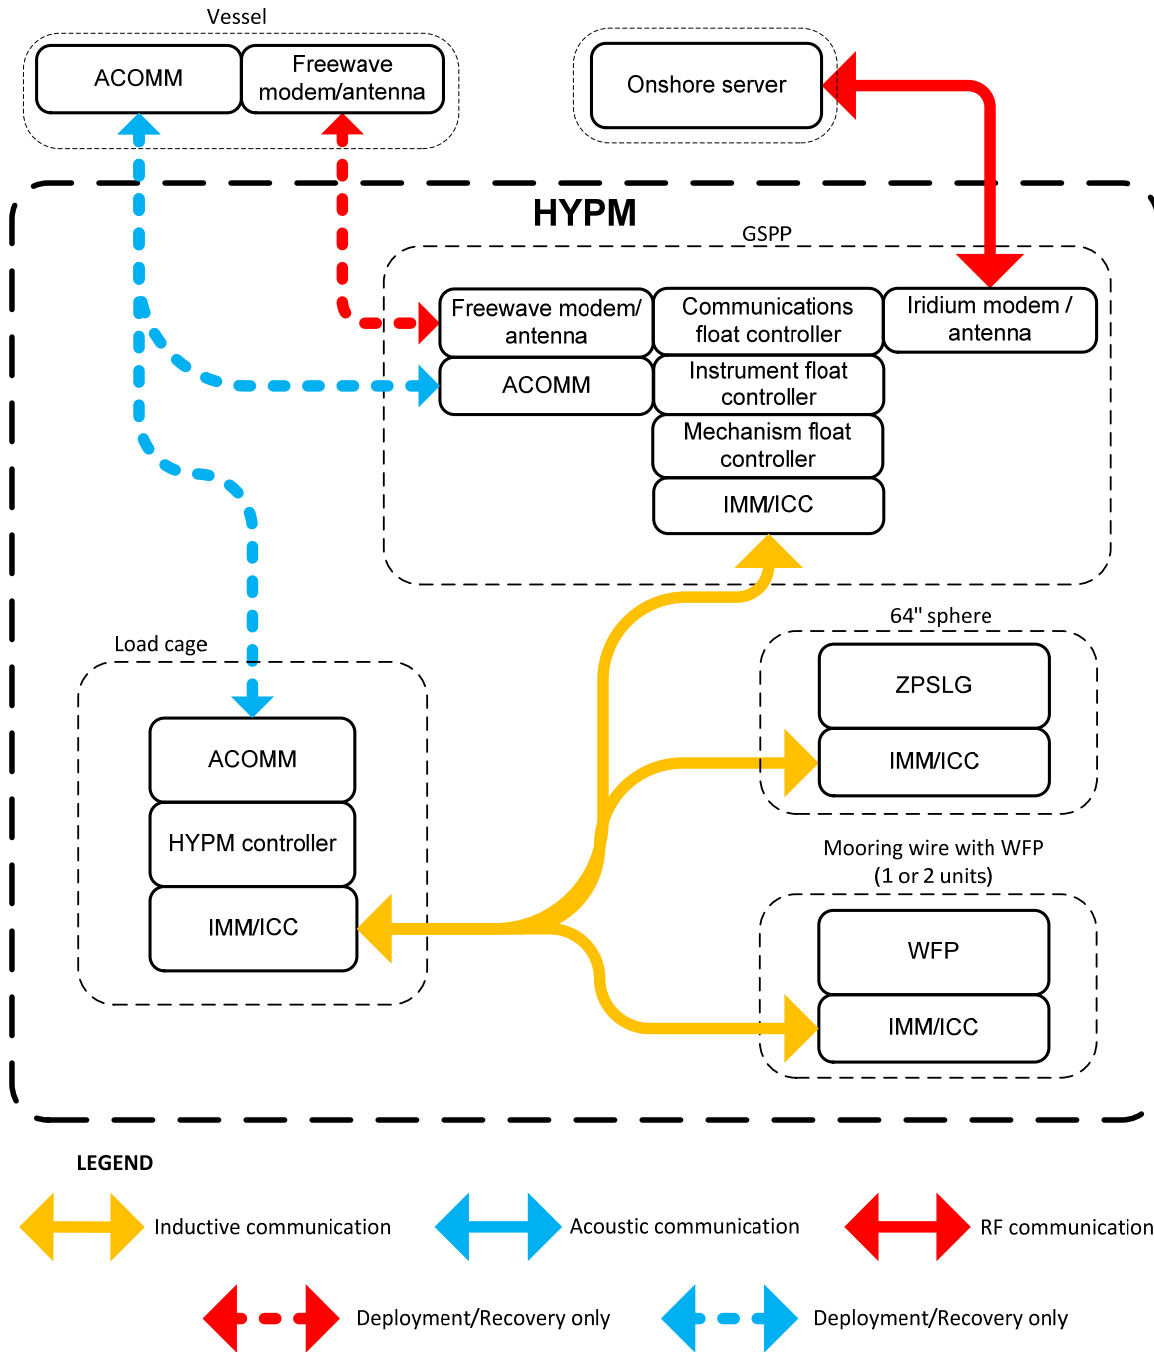 Vessel
ACOMM
Freewave
modem/antenna
Onshore server
HYPM
GSPP
Freewave modem/
antenna
Communications
float controller
Iridium modem /
antenna
ACOMM
Instrument float
controller
Mechanism float
controller
IMM/ICC
64" sphere
Load cage
ZPSLG
ACOMM
IMM/ICC
HYPM controller
Mooring wire with WFP
(1 or 2 units)
IMM/ICC
WFP
IMM/ICC
LEGEND
Inductive communication
Acoustic communication
RF communication
Deployment/Recovery only
Deployment/Recovery only